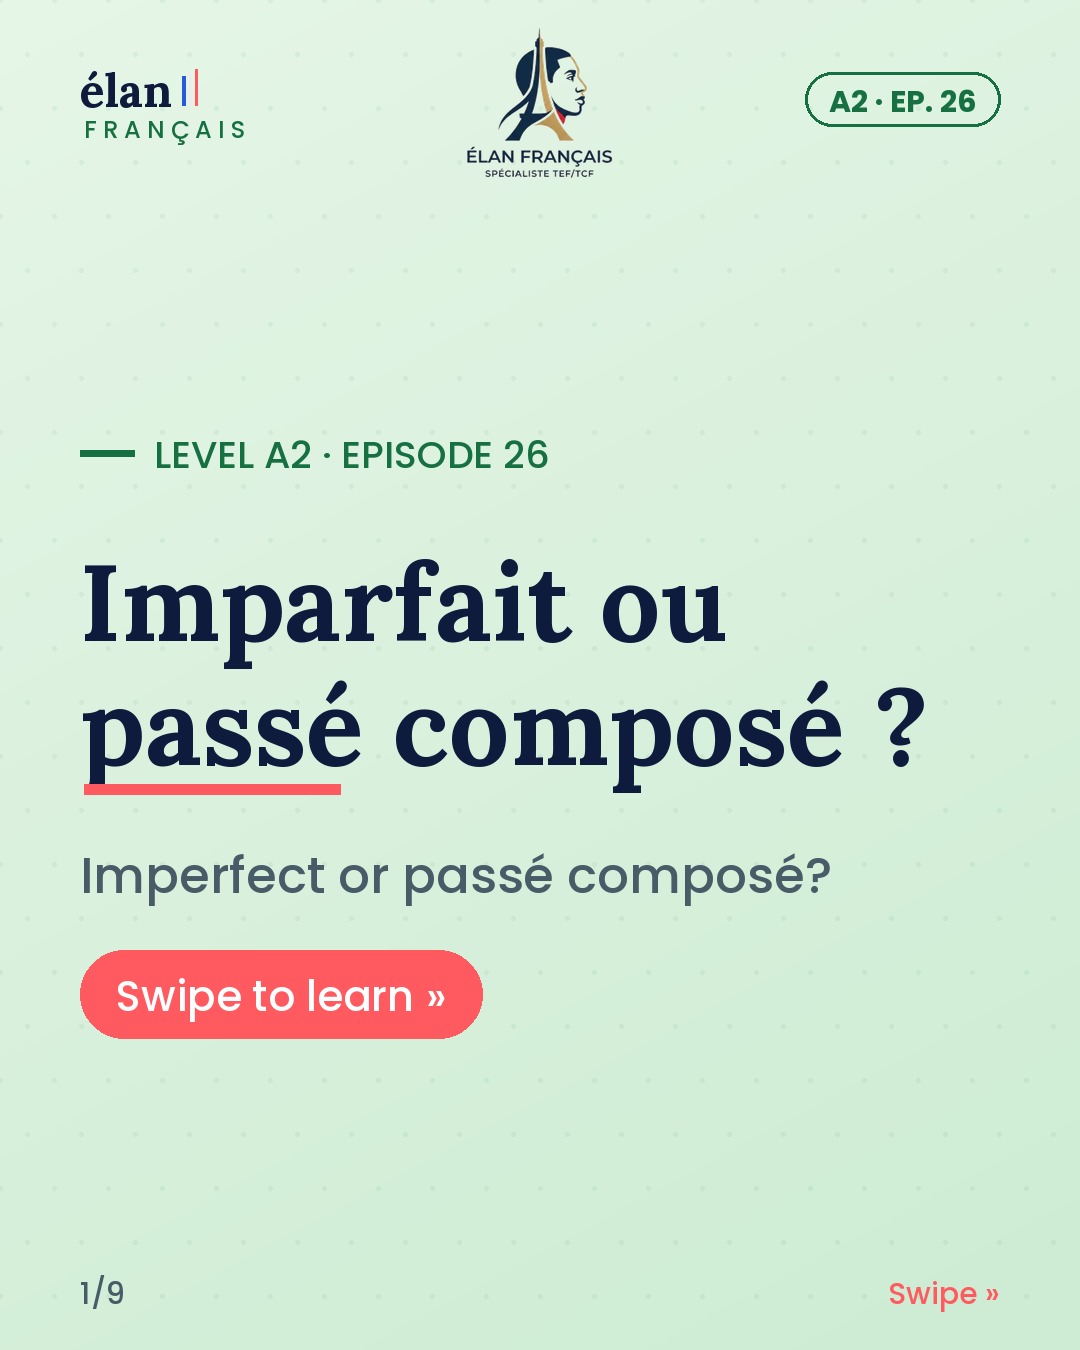 élan
FRANÇAIS
ÉLAN FRANÇAIS
SPÉCIALISTE TEF/TCF
A2 · EP. 26
LEVEL A2 · EPISODE 26
Imparfait ou
passé composé ?
Imperfect or passé composé?
Swipe to learn »
1/9
Swipe »